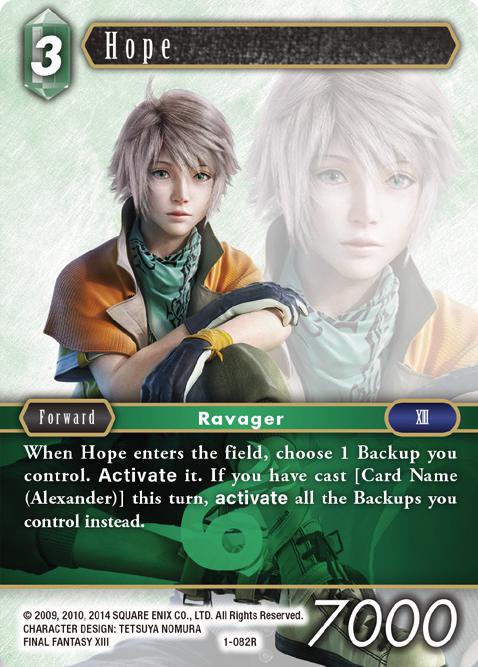 3
Hope
Forward
Ravager
XIII
When Hope enters the field, choose 1 Backup you
control. Activate it. If you have cast [Card Name
(Alexander)] this turn, activate all the Backups you
control instead.
© 2009, 2010, 2014 SQUARE ENIX CO., LTD. All Rights Reserved.
CHARACTER DESIGN: TETSUYA NOMURA
FINAL FANTASY XIII
1-082R
7000